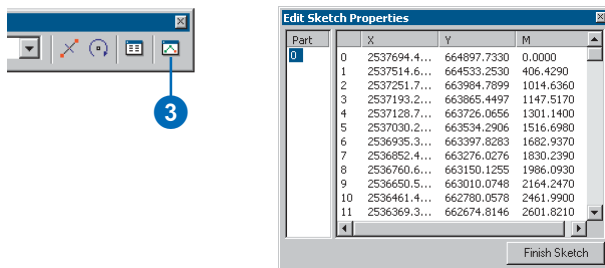 3
Edit Sketch Properties
Part X Y M
0 0 2537694.4... 664897.7330 0.0000
1 2537514.6... 664533.2530 406.4290
2 2537251.7... 663984.7899 1014.6360
3 2537193.2... 663865.4497 1147.5170
4 2537128.7... 663726.0656 1301.1400
5 2537030.2... 663534.2906 1516.6980
6 2536935.3... 663397.8283 1682.9370
7 2536852.4... 663276.0276 1830.2390
8 2536760.6... 663150.1255 1986.0930
9 2536650.5... 663010.0748 2164.2470
10 2536461.4... 662780.0578 2461.9900
11 2536369.3... 662674.8146 2601.8210
Finish Sketch